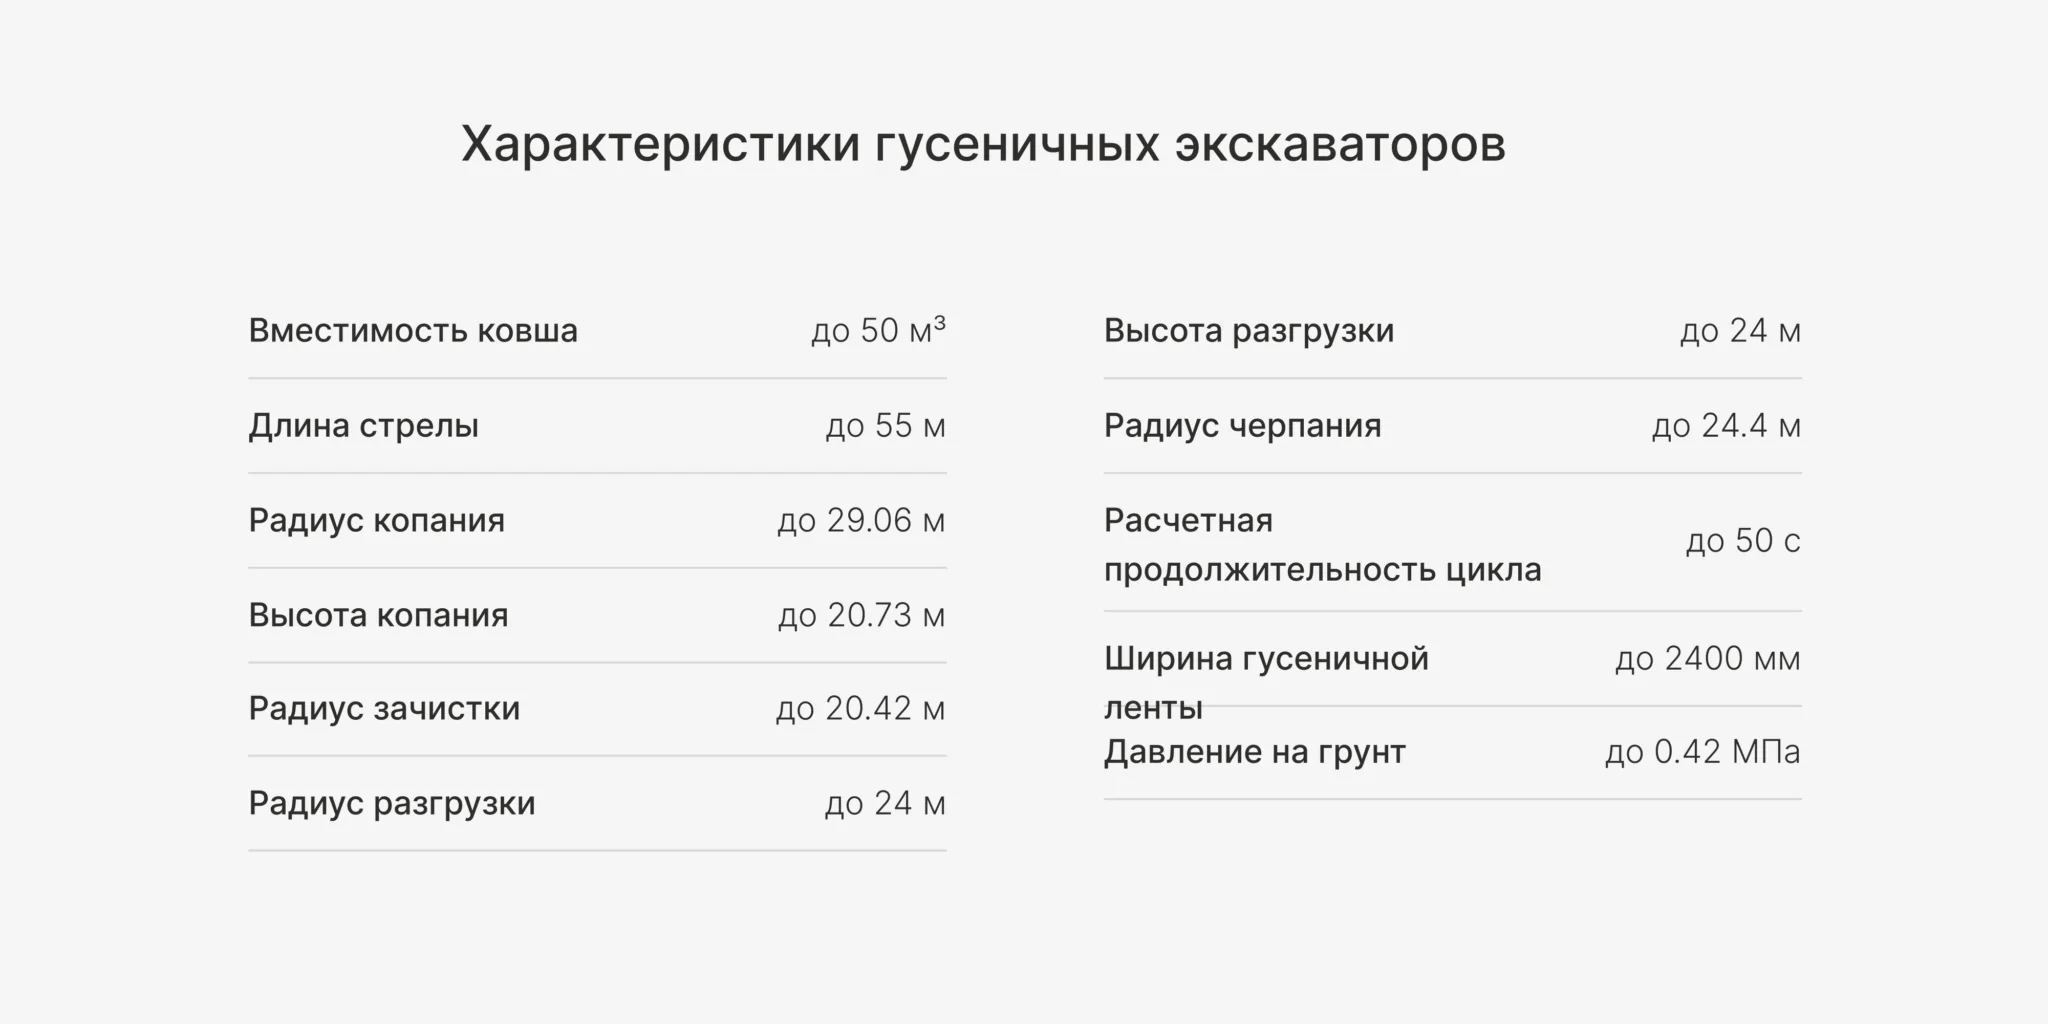 Характеристики гусеничных экскаваторов
Вместимость ковша до 50 м³
Длина стрелы до 55 м
Радиус копания до 29.06 м
Высота копания до 20.73 м
Радиус зачистки до 20.42 м
Радиус разгрузки до 24 м
Высота разгрузки до 24 м
Радиус черпания до 24.4 м
Расчетная
продолжительность цикла до 50 с
Ширина гусеничной до 2400 мм
ленты
Давление на грунт до 0.42 МПа